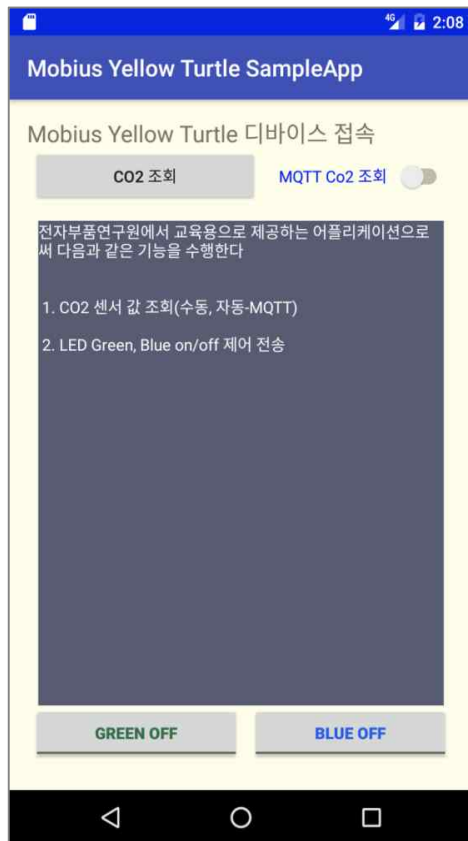 4G 2:08
Mobius Yellow Turtle SampleApp
Mobius Yellow Turtle 디바이스 접속
CO2 조회
MQTT Co2 조회
전자부품연구원에서 교육용으로 제공하는 어플리케이션으로
써 다음과 같은 기능을 수행한다
1. CO2 센서 값 조회(수동, 자동-MQTT)
2. LED Green, Blue on/off 제어 전송
GREEN OFF
BLUE OFF